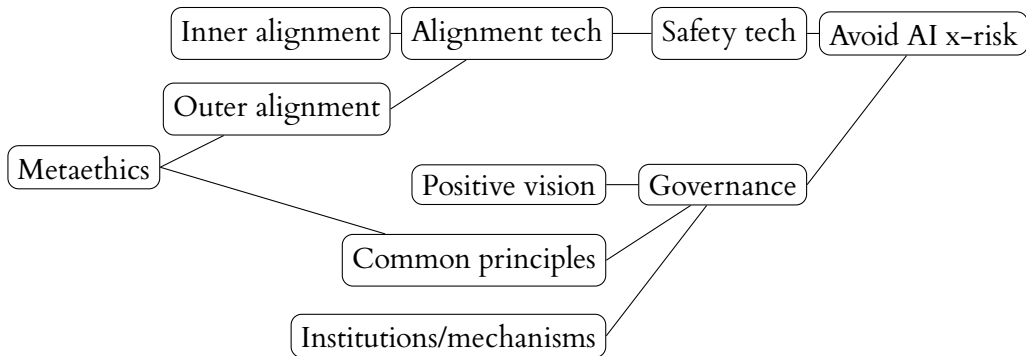 Inner alignment
Alignment tech
Safety tech
Avoid AI x-risk
Outer alignment
Metaethics
Positive vision
Governance
Common principles
Institutions/mechanisms